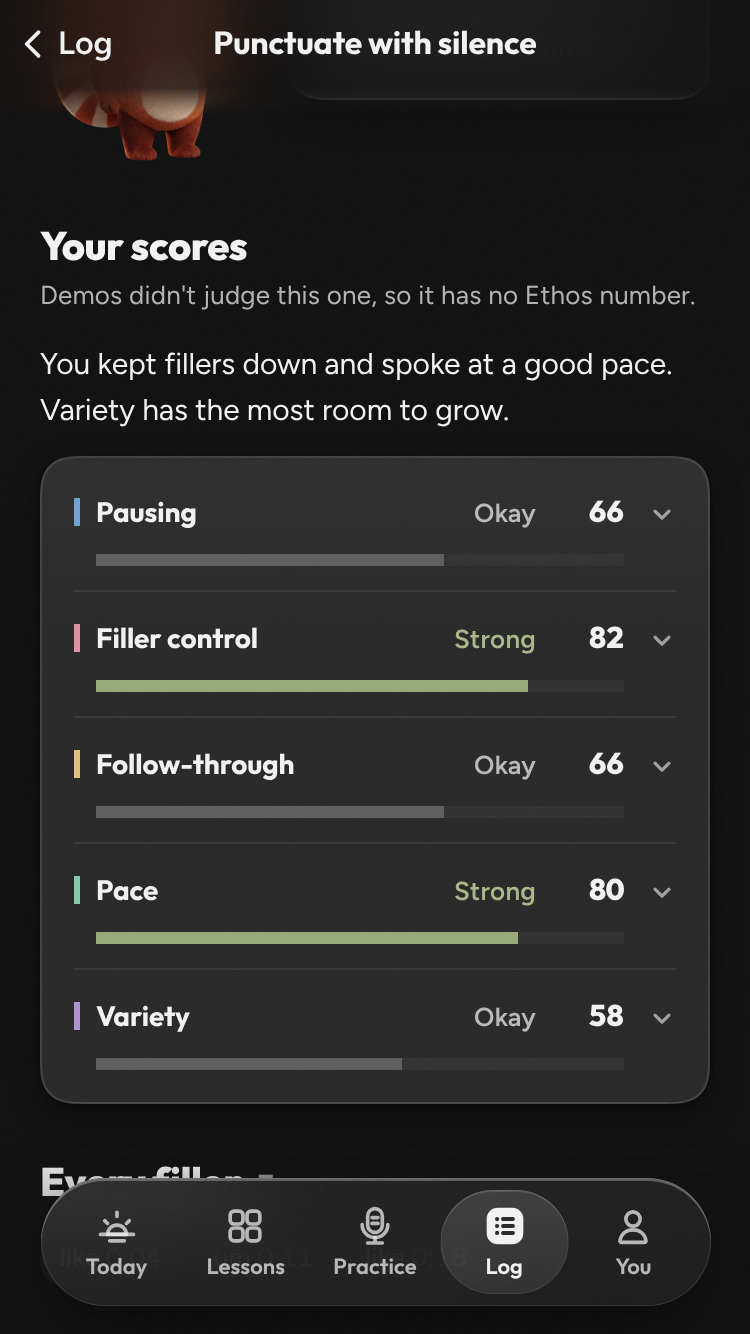 Log
Punctuate with silence
Your scores
Demos didn't judge this one, so it has no Ethos number.
You kept fillers down and spoke at a good pace.
Variety has the most room to grow.
Pausing Okay 66
Filler control Strong 82
Follow-through Okay 66
Pace Strong 80
Variety Okay 58
Every filler
Today Lessons Practice Log You